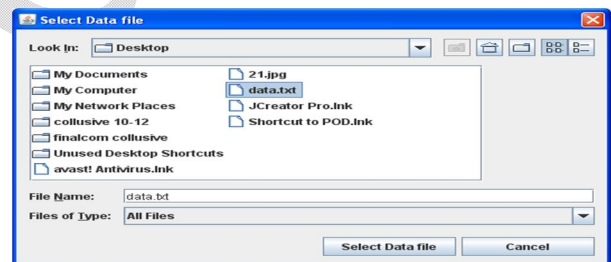 Select Data file
Look In: Desktop
My Documents
My Computer
My Network Places
collusive 10-12
finalcom collusive
Unused Desktop Shortcuts
avast! Antivirus.lnk
21.jpg
data.txt
JCreator Pro.lnk
Shortcut to POD.lnk
File Name: data.txt
Files of Type: All Files
Select Data file Cancel